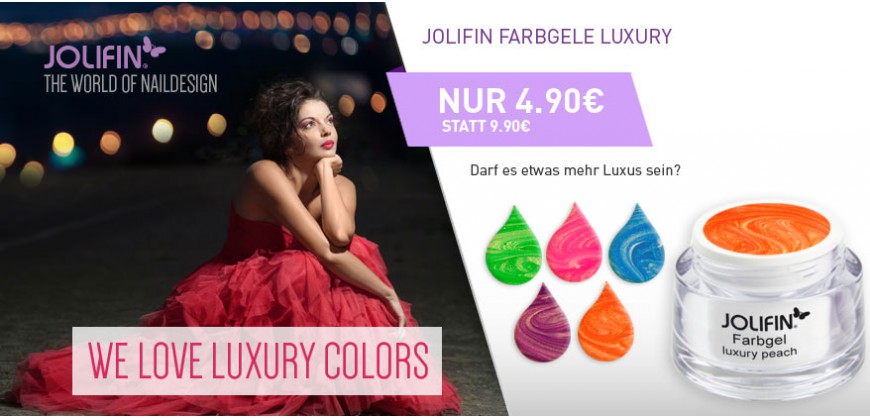 JOLIFIN
THE WORLD OF NAILDESIGN
WE LOVE LUXURY COLORS
JOLIFIN FARBGELE LUXURY
NUR 4.90€
STATT 9.90€
Darf es etwas mehr Luxus sein?
JOLIFIN
Farbgel
luxury peach